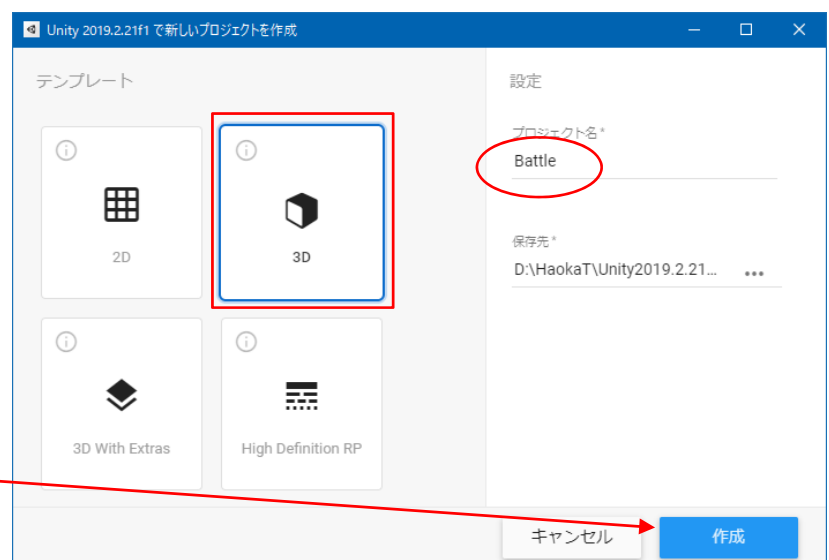 Unity 2019.2.21f1 で新しいプロジェクトを作成
テンプレート
2D
3D
3D With Extras
High Definition RP
設定
プロジェクト名*
Battle
保存先*
D:\HaokaT\Unity2019.2.21...
キャンセル
作成